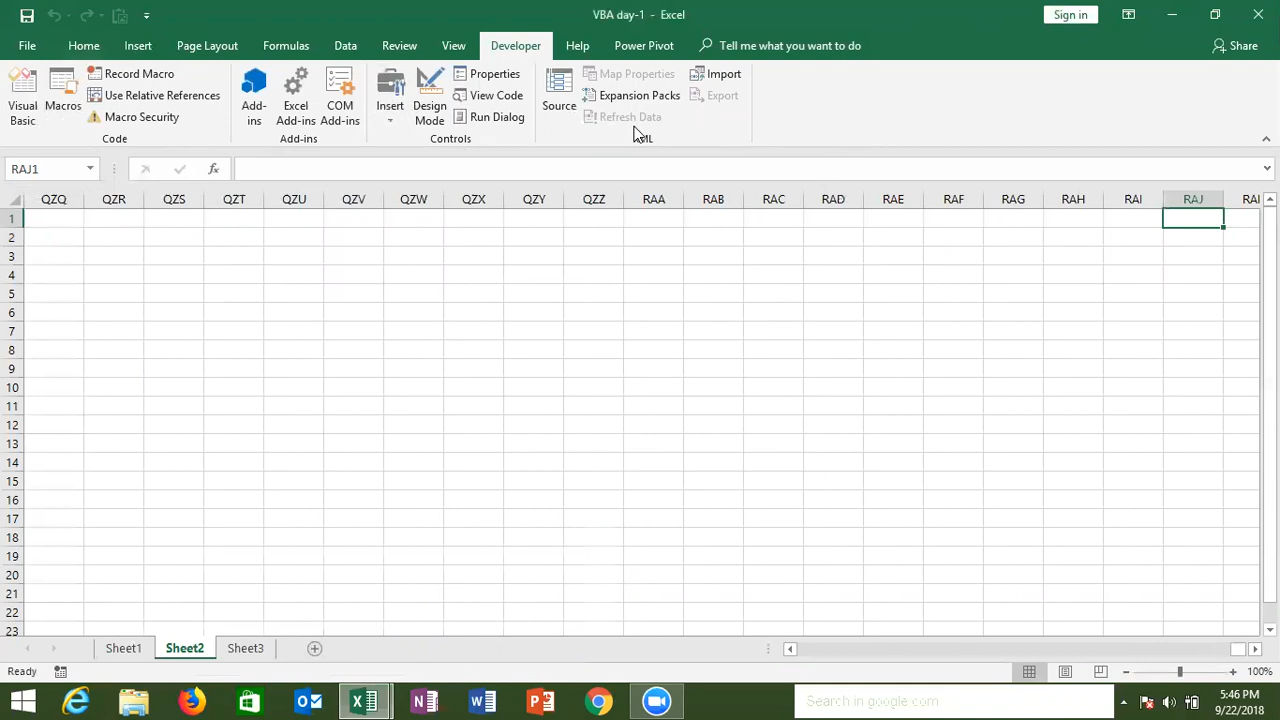 VBA day-1 - Excel
Sign in
File Home Insert Page Layout Formulas Data Review View Developer Help Power Pivot Tell me what you want to do Share
Visual Basic
Macros
Record Macro
Use Relative References
Macro Security
Code
Add-ins
Excel Add-ins
COM Add-ins
Add-ins
Insert
Design Mode
Properties
View Code
Run Dialog
Controls
Source
Map Properties
Expansion Packs
Refresh Data
Import
Export
RAJ1
fx
QZQ QZR QZS QZT QZU QZV QZW QZX QZY QZZ RAA RAB RAC RAD RAE RAF RAG RAH RAI RAJ
1
2
3
4
5
6
7
8
9
10
11
12
13
14
15
16
17
18
19
20
21
22
23
Sheet1 Sheet2 Sheet3
Ready
100%
Search in google.com
5:46 PM
9/22/2018